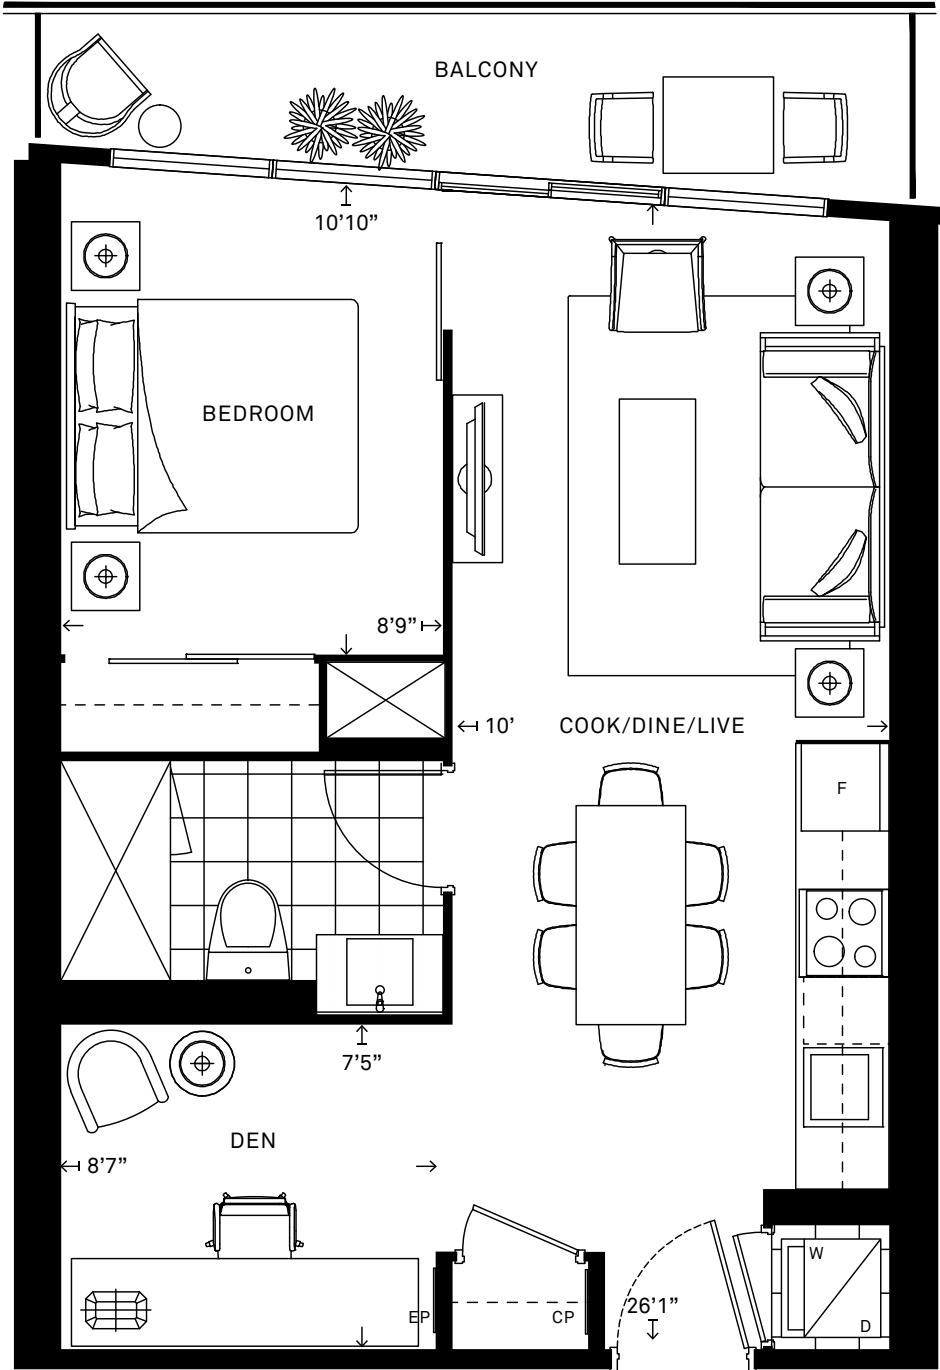 BALCONY
10'10”
BEDROOM
8'9”
10'
COOK/DINE/LIVE
F
7'5”
DEN
8'7”
W
26'1”
EP
CP
D